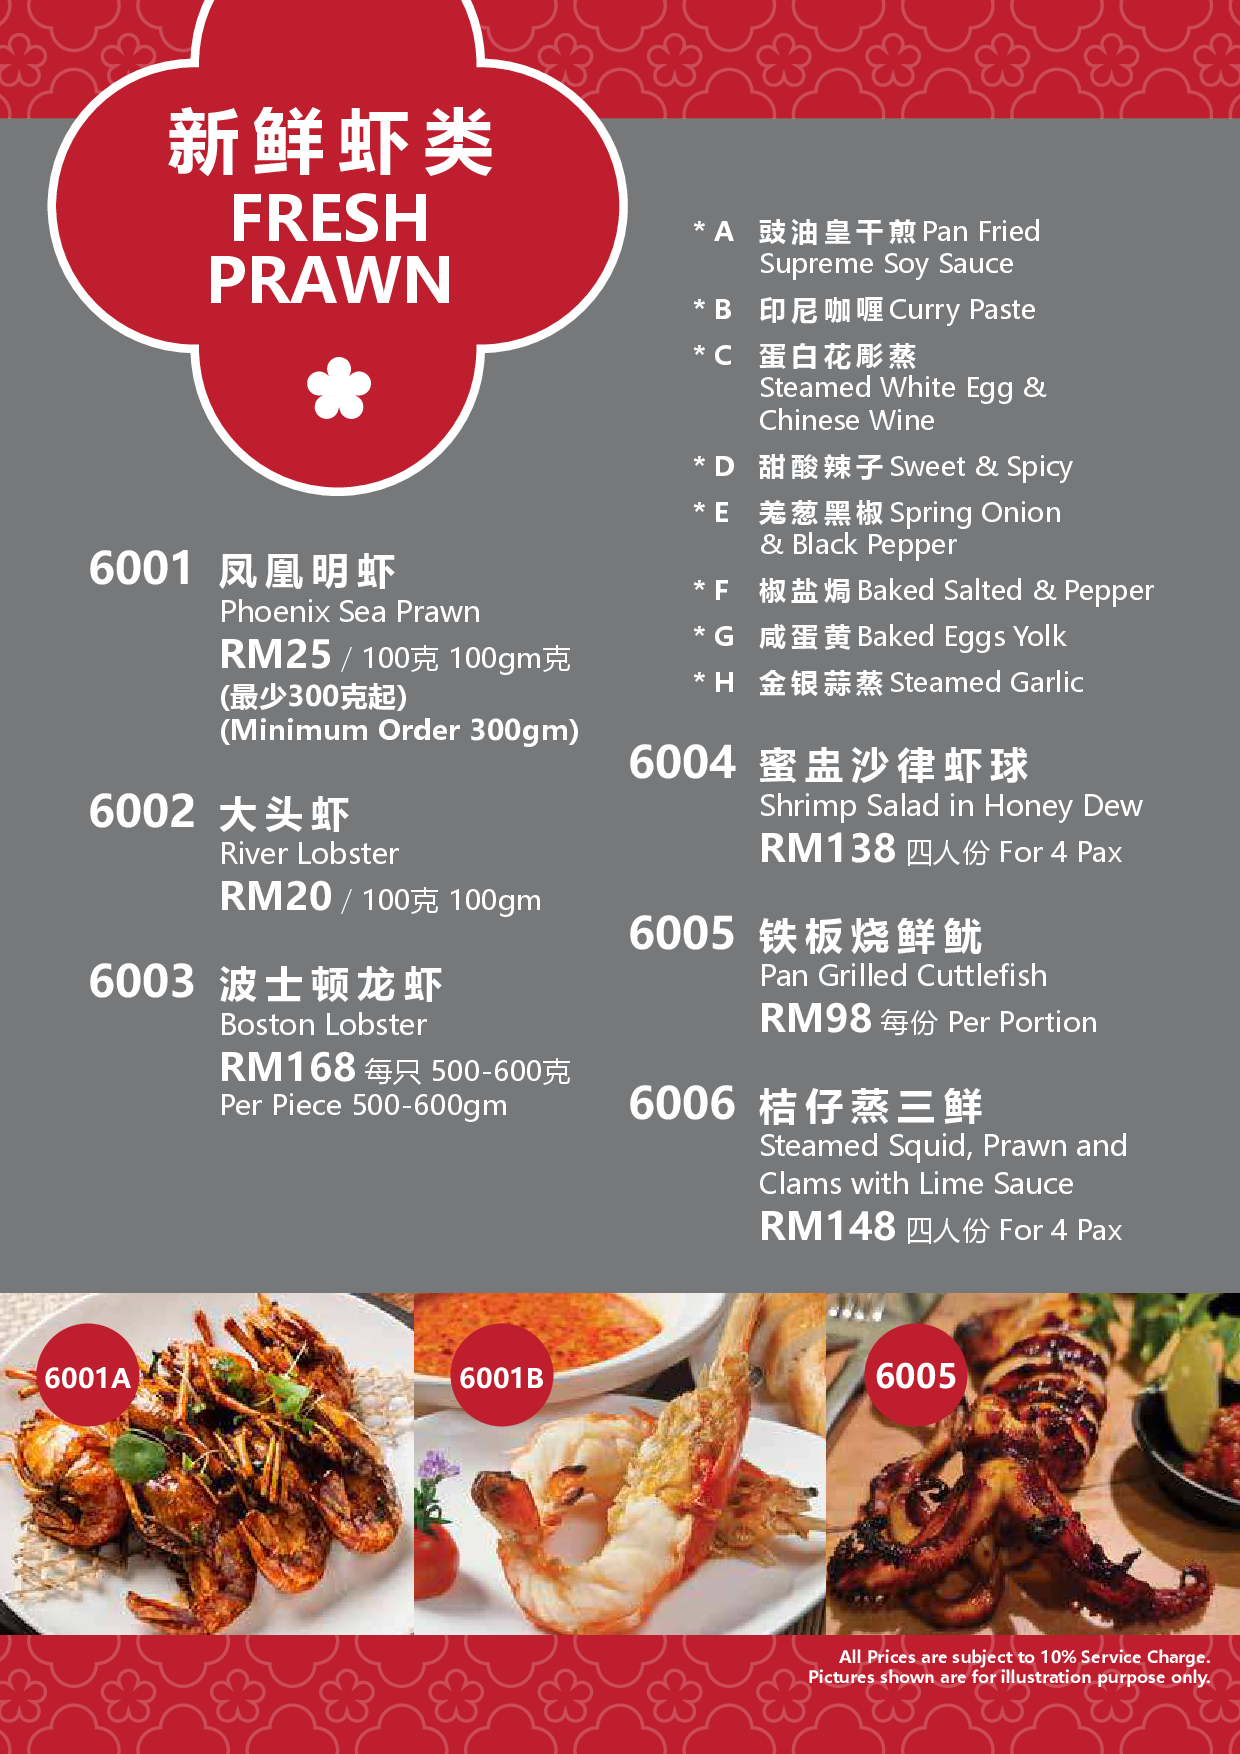 新鲜虾类
FRESH
PRAWN
6001 凤凰明虾
Phoenix Sea Prawn
RM25 / 100克 100gm克
(最少300克起)
(Minimum Order 300gm)
6002 大头虾
River Lobster
RM20 / 100克 100gm
6003 波士顿龙虾
Boston Lobster
RM168 每只 500-600克
Per Piece 500-600gm
* A 豉油皇干煎 Pan Fried
Supreme Soy Sauce
* B 印尼咖喱 Curry Paste
* C 蛋白花彫蒸
Steamed White Egg &
Chinese Wine
* D 甜酸辣子 Sweet & Spicy
* E 羗葱黑椒 Spring Onion
& Black Pepper
* F 椒盐焗 Baked Salted & Pepper
* G 咸蛋黄 Baked Eggs Yolk
* H 金银蒜蒸 Steamed Garlic
6004 蜜盅沙律虾球
Shrimp Salad in Honey Dew
RM138 四人份 For 4 Pax
6005 铁板烧鲜鱿
Pan Grilled Cuttlefish
RM98 每份 Per Portion
6006 桔仔蒸三鲜
Steamed Squid, Prawn and
Clams with Lime Sauce
RM148 四人份 For 4 Pax
6001A
6001B
6005
All Prices are subject to 10% Service Charge.
Pictures shown are for illustration purpose only.